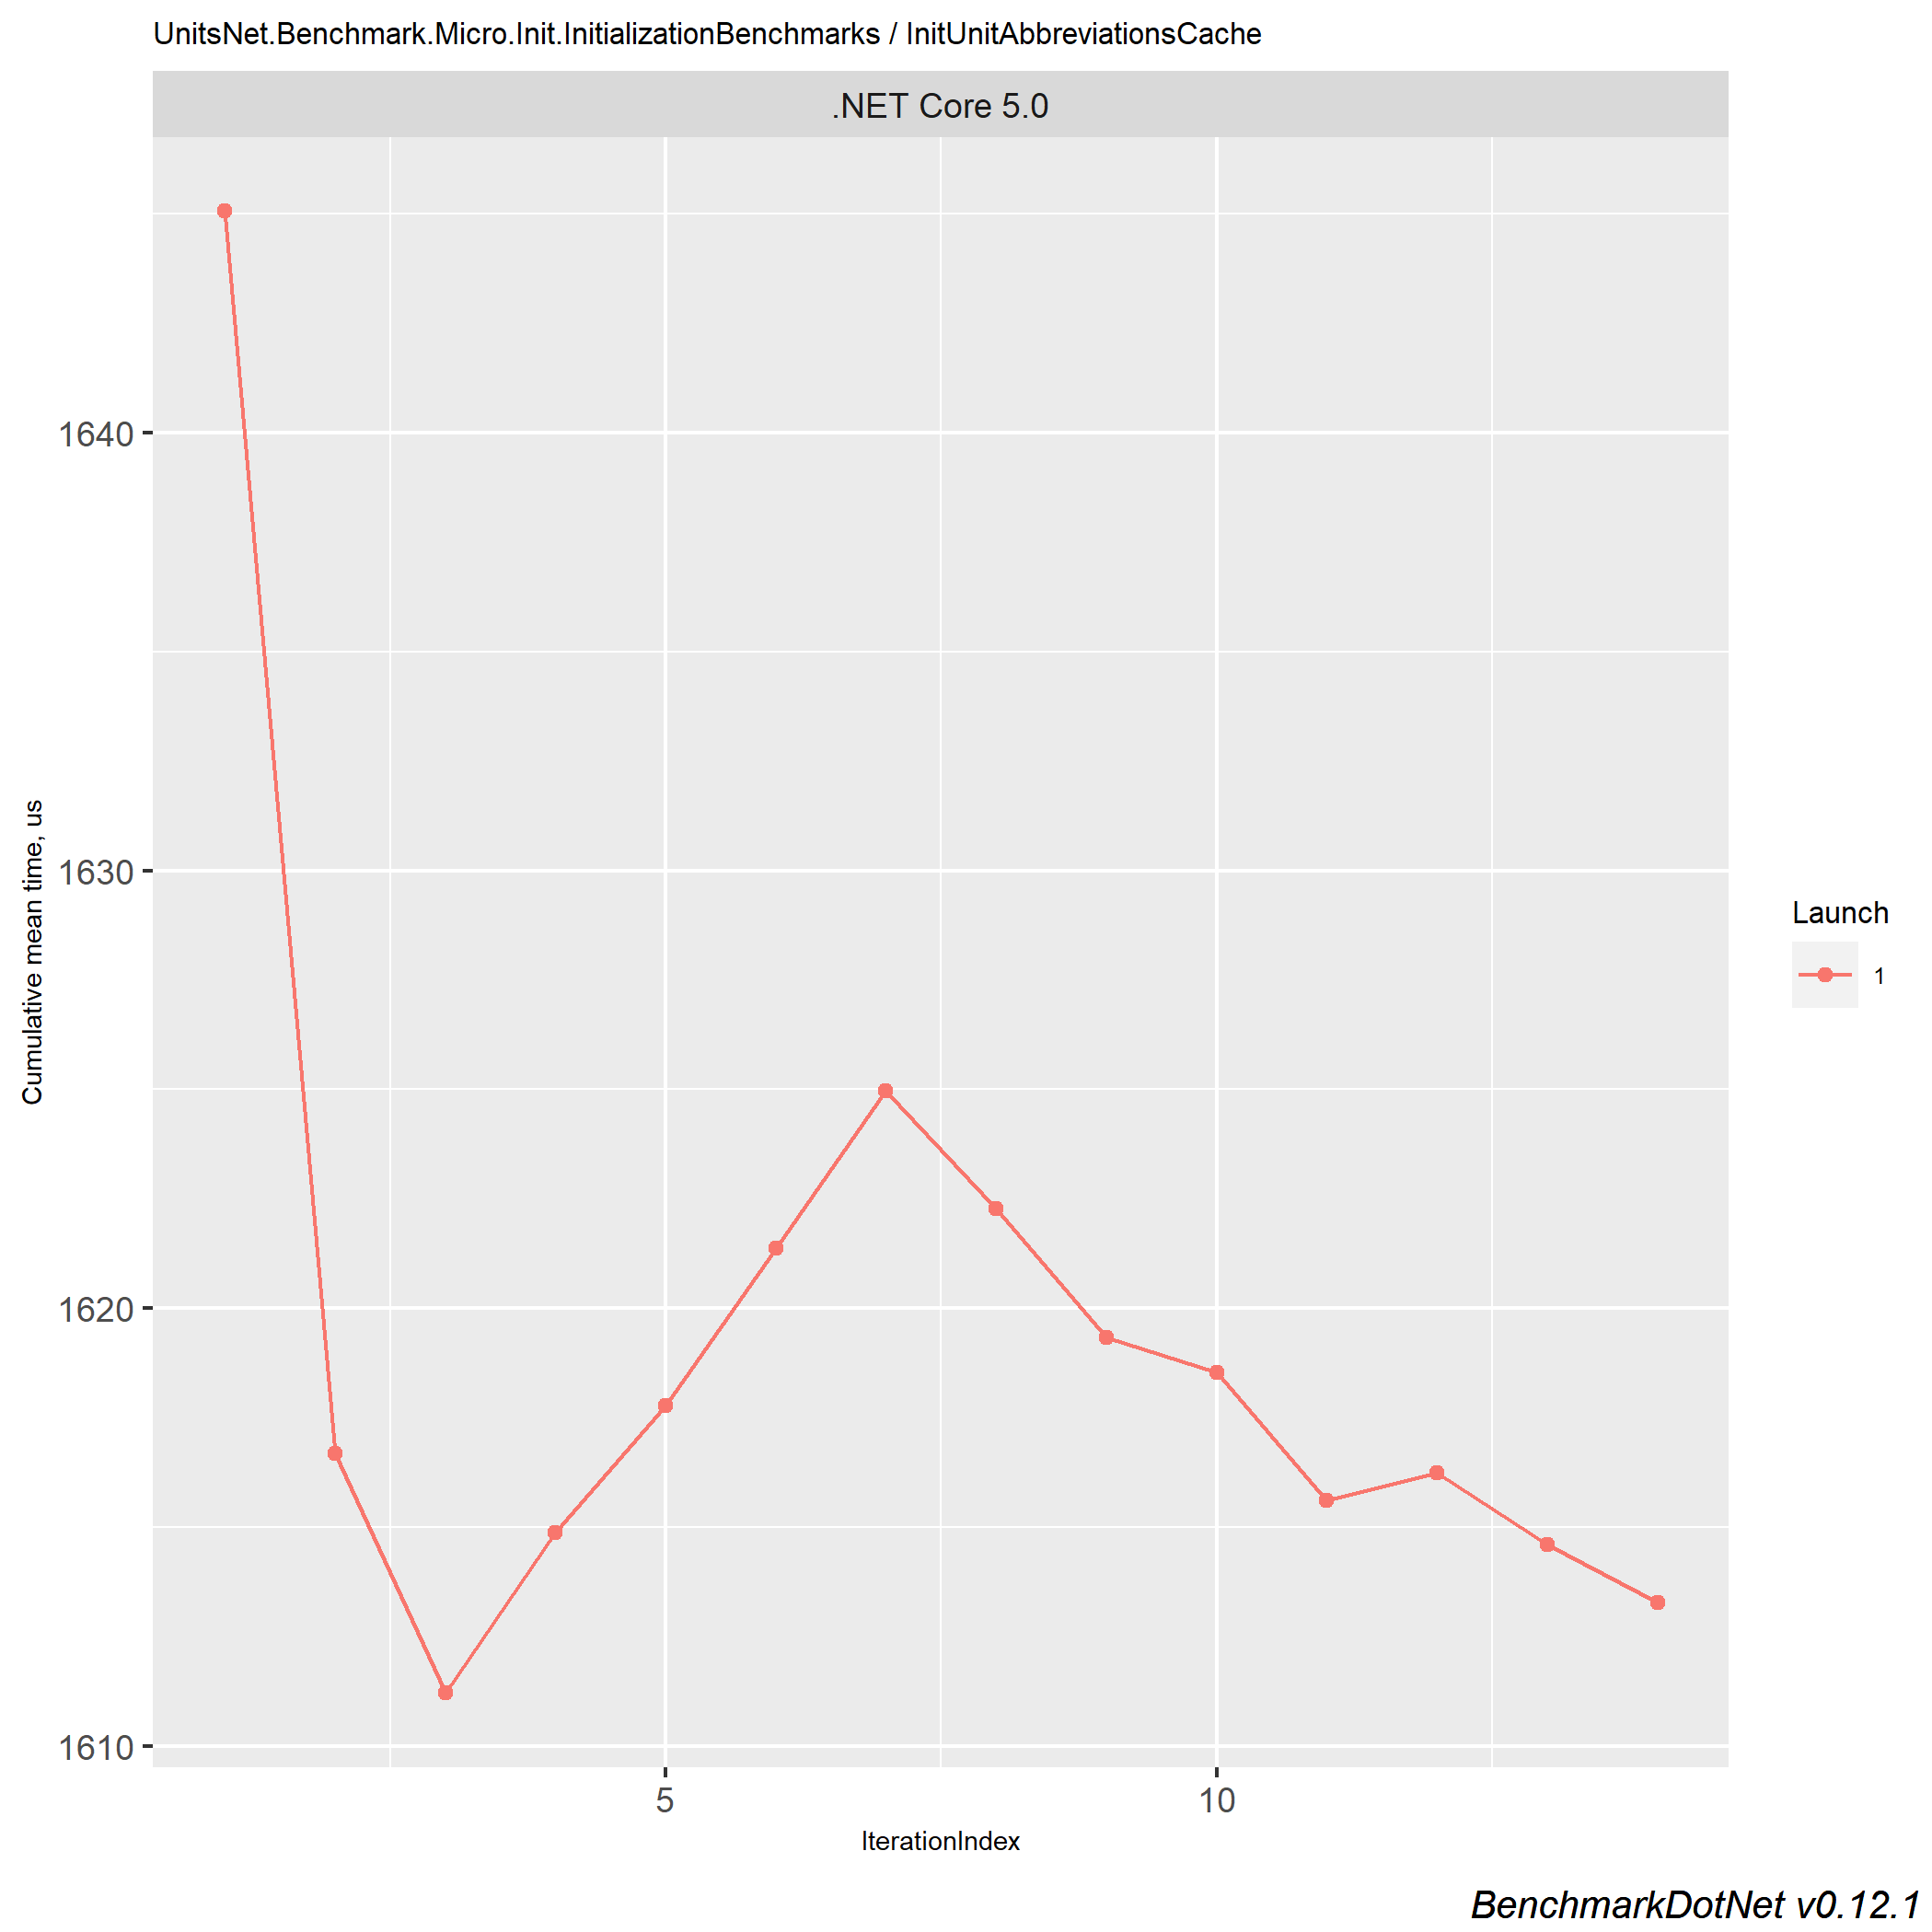 UnitsNet.Benchmark.Micro.Init.InitializationBenchmarks / InitUnitAbbreviationsCache
.NET Core 5.0
1640
1630
1620
1610
Cumulative mean time, us
5
10
IterationIndex
Launch
1
BenchmarkDotNet v0.12.1